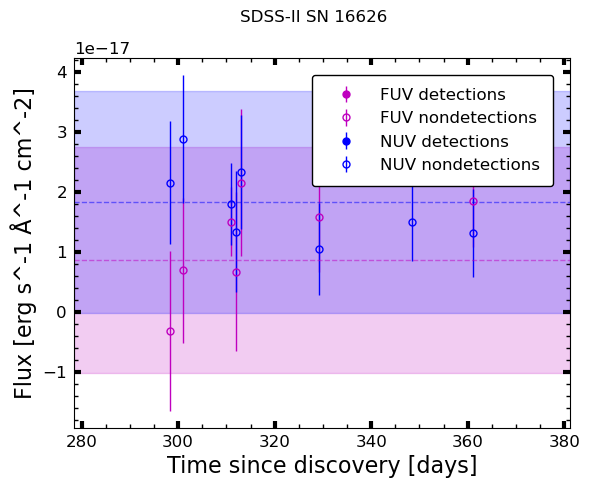 SDSS-II SN 16626
1e−17
Flux [erg s^-1 Å^-1 cm^-2]
4
3
2
1
0
−1
FUV detections
FUV nondetections
NUV detections
NUV nondetections
280
300
320
340
360
380
Time since discovery [days]